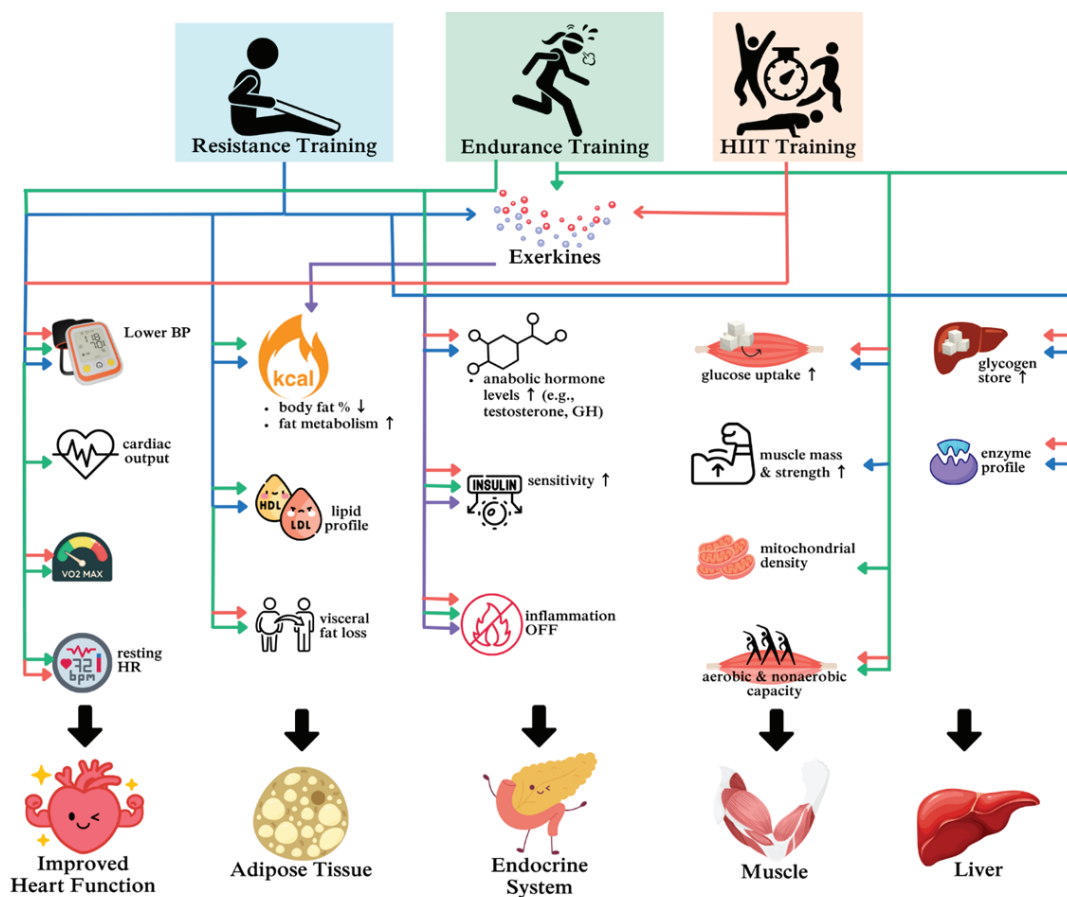 Resistance Training
Endurance Training
HIIT Training
Exerkines
Lower BP
cardiac
output
VO2 MAX
resting
HR
72
bpm
Improved
Heart Function
kcal
• body fat % ↓
• fat metabolism ↑
HDL
LDL
lipid
profile
visceral
fat loss
Adipose Tissue
• anabolic hormone
levels ↑ (e.g.,
testosterone, GH)
INSULIN
sensitivity ↑
inflammation
OFF
Endocrine
System
glucose uptake ↑
muscle mass
& strength ↑
mitochondrial
density
aerobic & nonaerobic
capacity
Muscle
glycogen
store ↑
enzyme
profile
Liver